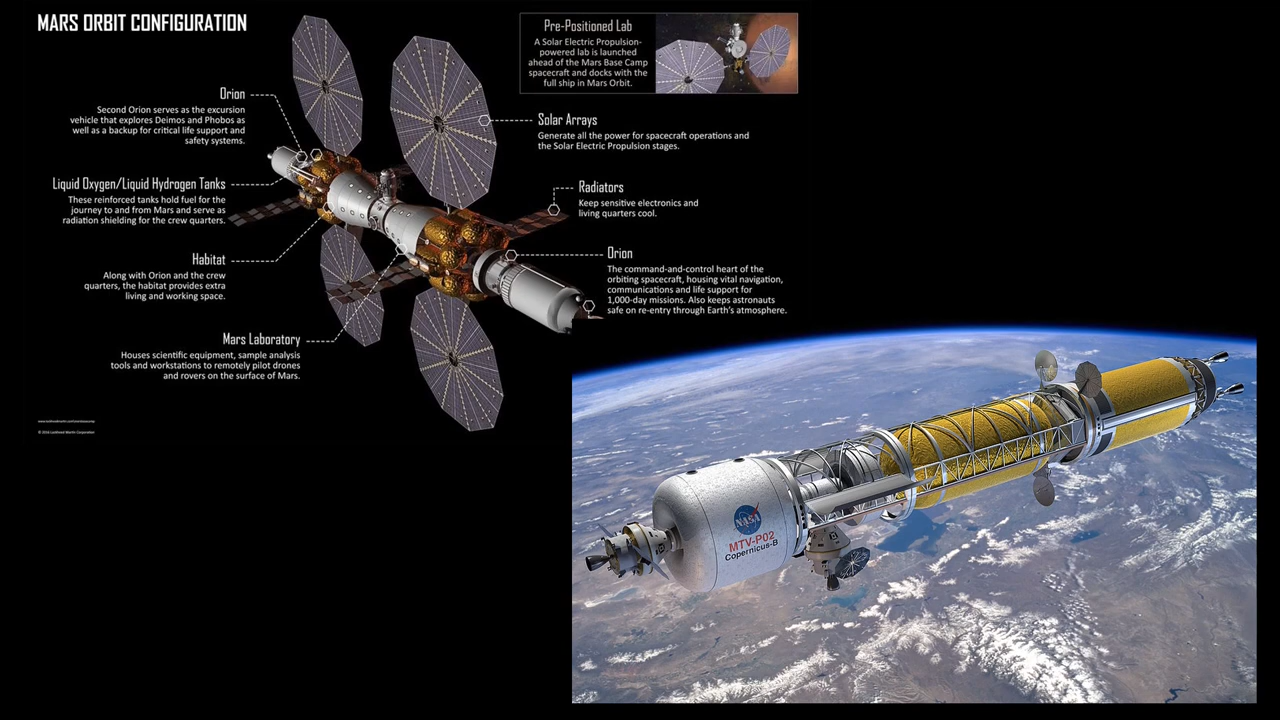 MARS ORBIT CONFIGURATION
Pre-Positioned Lab
A Solar Electric Propulsion-
powered lab is launched
ahead of the Mars Base Camp
spacecraft and docks with the
full ship in Mars Orbit.
Orion
Second Orion serves as the excursion
vehicle that explores Deimos and Phobos as
well as a backup for critical life support and
safety systems.
Solar Arrays
Generate all the power for spacecraft operations and
the Solar Electric Propulsion stages.
Liquid Oxygen/Liquid Hydrogen Tanks
These reinforced tanks hold fuel for the
journey to and from Mars and serve as
radiation shielding for the crew quarters.
Radiators
Keep sensitive electronics and
living quarters cool.
Habitat
Along with Orion and the crew
quarters, the habitat provides extra
living and working space.
Orion
The command-and-control heart of the
orbiting spacecraft, housing vital navigation,
communications and life support for
1,000-day missions. Also keeps astronauts
safe on re-entry through Earth's atmosphere.
Mars Laboratory
Houses scientific equipment, sample analysis
tools and workstations to remotely pilot drones
and rovers on the surface of Mars.
© 2016 Lockheed Martin Corporation
NASA
MTV-P02
Copernicus-B